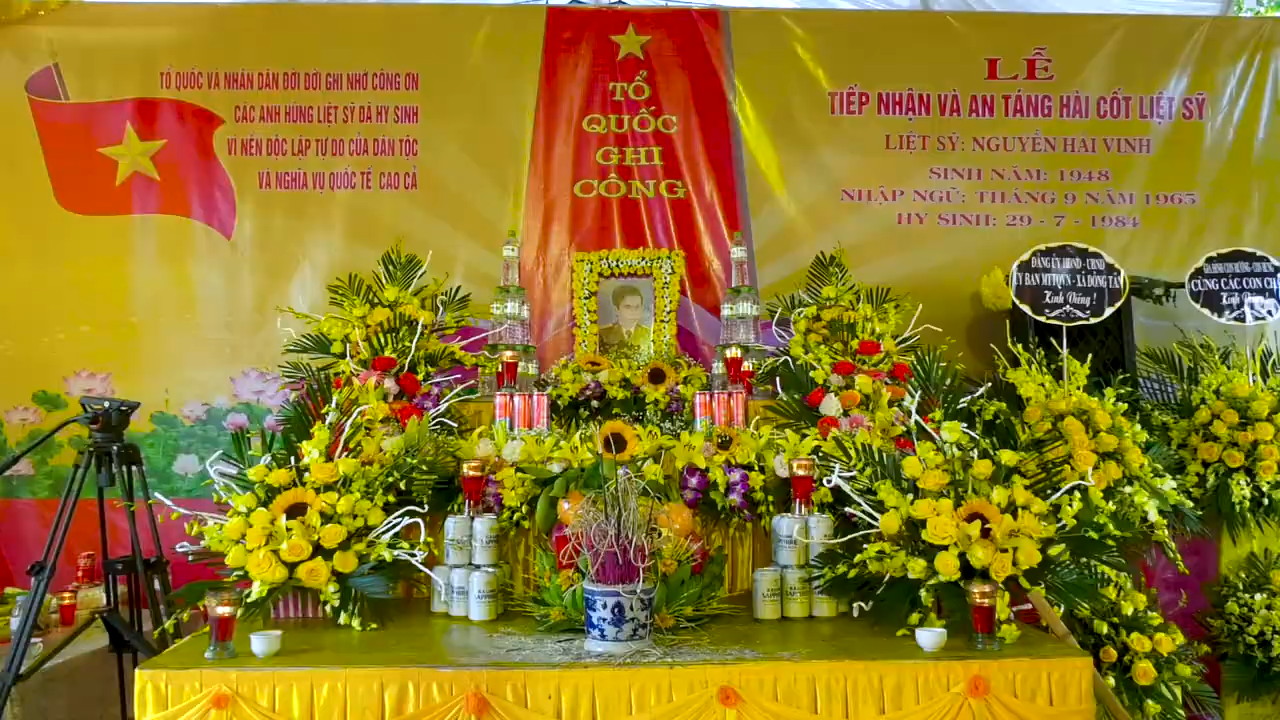 TỔ QUỐC VÀ NHÂN DÂN ĐỜI ĐỜI GHI NHỚ CÔNG ƠN
CÁC ANH HÙNG LIỆT SỸ ĐÃ HY SINH
VÌ NỀN ĐỘC LẬP TỰ DO CỦA DÂN TỘC
VÀ NGHĨA VỤ QUỐC TẾ CAO CẢ
TỔ
QUỐC
GHI
CÔNG
LỄ
TIẾP NHẬN VÀ AN TÁNG HÀI CỐT LIỆT SỸ
LIỆT SỸ: NGUYỄN HẢI VINH
SINH NĂM: 1948
NHẬP NGŨ: THÁNG 9 NĂM 1965
HY SINH: 29 - 7 - 1984
ĐẢNG ỦY HĐND - UBND
ỦY BAN MTTQVN - XÃ ĐỒNG
Kính Viếng !
CÙNG CÁC CON
Kính Viếng